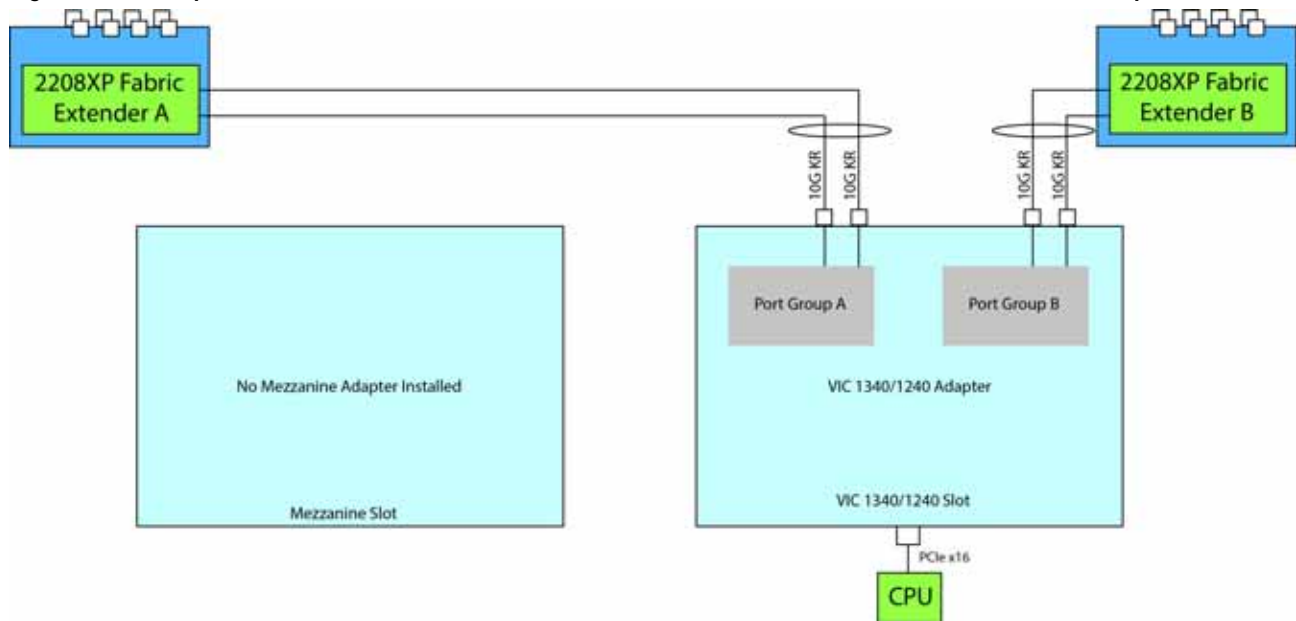 2208XP Fabric
Extender A
2208XP Fabric
Extender B
10G KR
10G KR
10G KR
10G KR
Port Group A
Port Group B
No Mezzanine Adapter Installed
VIC 1340/1240 Adapter
Mezzanine Slot
VIC 1340/1240 Slot
PCIe x16
CPU